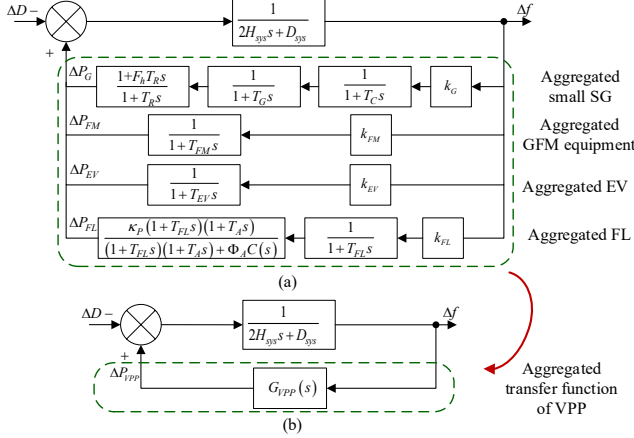 ΔD − 1 Δf
2H_sys s + D_sys
+
ΔP_G 1+F_h T_R s 1 1 k_G Aggregated
1+T_R s 1+T_G s 1+T_C s small SG
ΔP_FM 1 k_FM Aggregated
1+T_FM s GFM equipment
ΔP_EV 1 k_EV Aggregated EV
1+T_EV s
ΔP_FL κ_P (1+T_FL s)(1+T_A s) 1 k_FL Aggregated FL
(1+T_FL s)(1+T_A s)+Φ_A C(s) 1+T_FL s
(a)
ΔD − 1 Δf
2H_sys s + D_sys
+
ΔP_VPP G_VPP (s) Aggregated
transfer function
of VPP
(b)